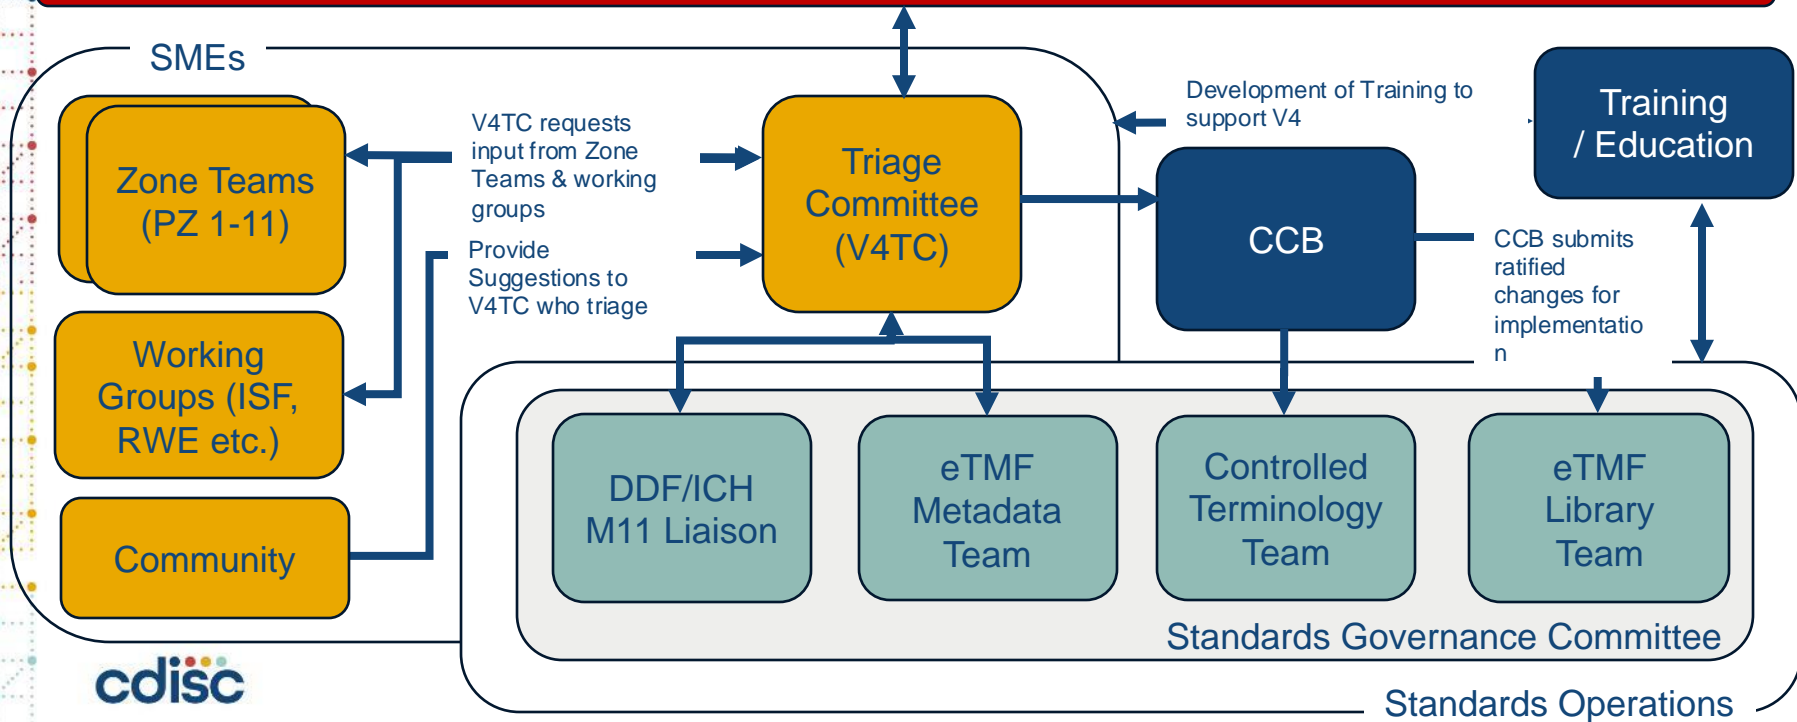 SMEs
Zone Teams
(PZ 1-11)
Working
Groups (ISF,
RWE etc.)
Community
V4TC requests
input from Zone
Teams & working
groups
Provide
Suggestions to
V4TC who triage
Triage
Committee
(V4TC)
Development of Training to
support V4
CCB
Training
/ Education
CCB submits
ratified
changes for
implementatio
n
DDF/ICH
M11 Liaison
eTMF
Metadata
Team
Controlled
Terminology
Team
eTMF
Library
Team
Standards Governance Committee
Standards Operations
cdisc